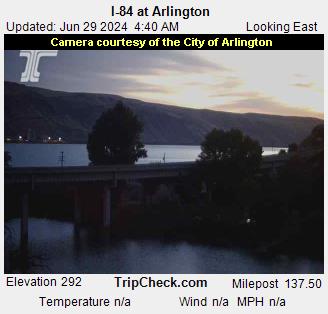 I-84 at Arlington
Updated: Jun 29 2024 4:40 AM Looking East
Camera courtesy of the City of Arlington
Elevation 292 TripCheck.com Milepost 137.50
Temperature n/a Wind n/a MPH n/a